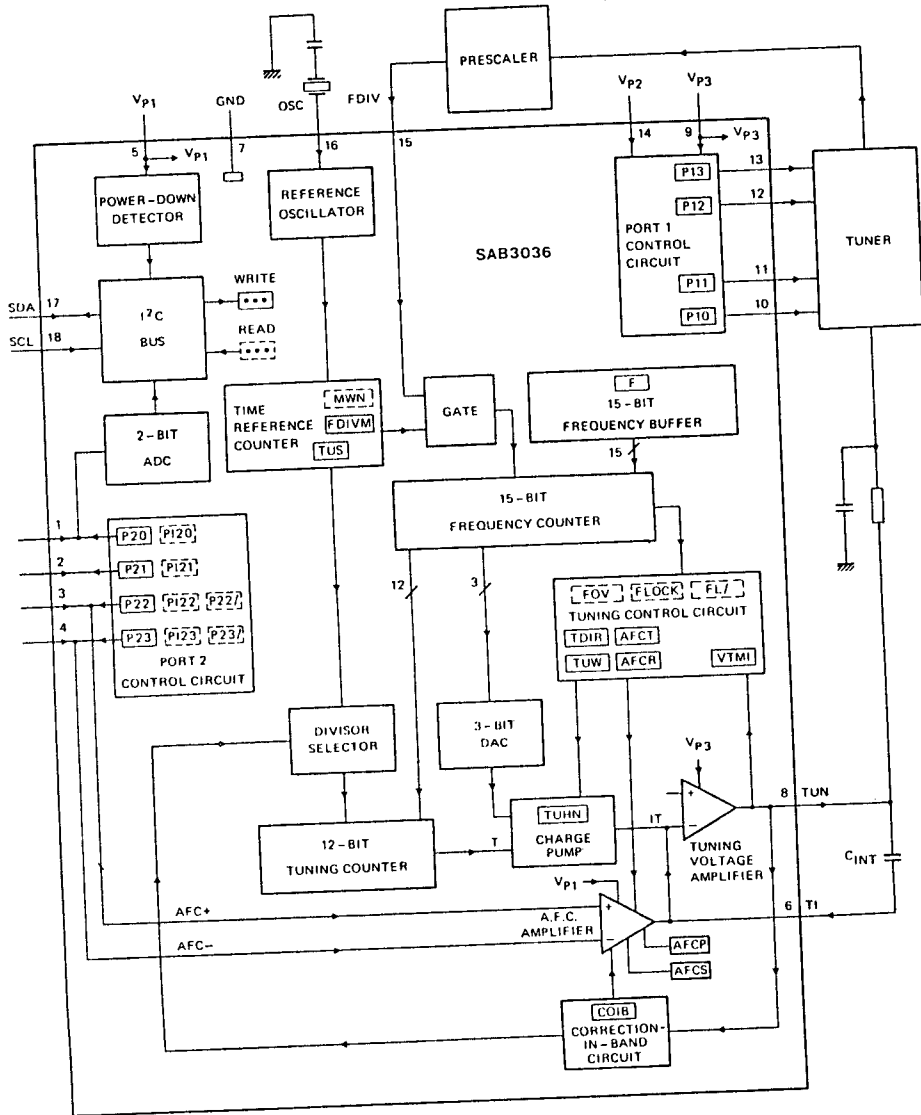 PRESCALER
OSC
FDIV
VP1
GND
VP2
VP3
5
VP1
7
16
15
14
9
VP3
POWER-DOWN
DETECTOR
REFERENCE
OSCILLATOR
SAB3036
P13
P12
PORT 1
CONTROL
CIRCUIT
P11
P10
13
12
11
10
TUNER
SDA 17
SCL 18
I²C
BUS
WRITE
READ
2-BIT
ADC
TIME
REFERENCE
COUNTER
MWN
FDIVM
TUS
GATE
F
15-BIT
FREQUENCY BUFFER
15
15-BIT
FREQUENCY COUNTER
12
3
1
2
3
4
P20 PI20
P21 PI21
P22 PI22 P22/
P23 PI23 P23/
PORT 2
CONTROL CIRCUIT
FOV FLOCK FL/
TUNING CONTROL CIRCUIT
TDIR AFCT
TUW AFCR VTMI
DIVISOR
SELECTOR
3-BIT
DAC
12-BIT
TUNING COUNTER
T
TUHN
CHARGE
PUMP
IT
VP3
+
−
TUNING
VOLTAGE
AMPLIFIER
8 TUN
CINT
6 TI
AFC+
AFC−
VP1
+
−
A.F.C.
AMPLIFIER
AFCP
AFCS
COIB
CORRECTION-
IN-BAND
CIRCUIT